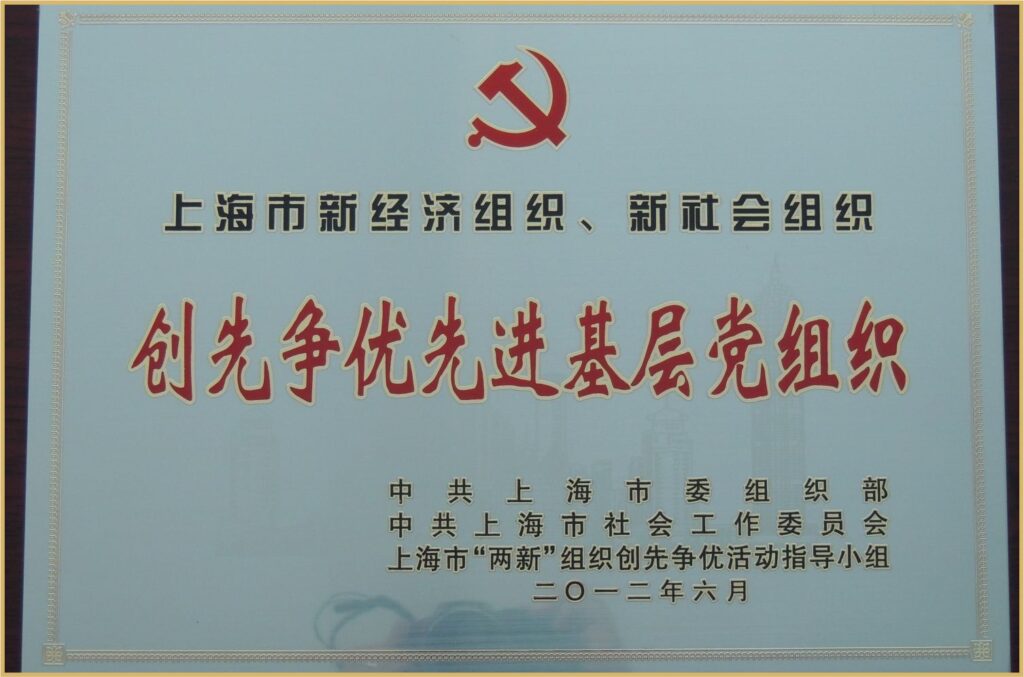 上海市新经济组织、新社会组织
创先争优先进基层党组织
中共上海市委组织部
中共上海市社会工作委员会
上海市“两新”组织创先争优活动指导小组
二〇一二年六月